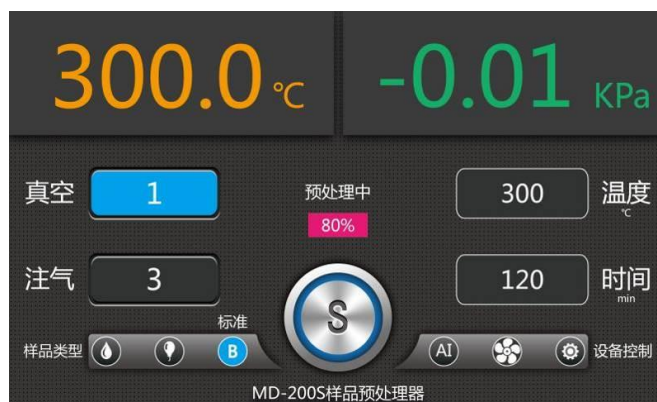 300.0 ℃
-0.01 KPa
真空 1
预处理中
80%
300 温度
℃
注气 3
120 时间
min
标准
样品类型
B
S
AI
设备控制
MD-200S样品预处理器